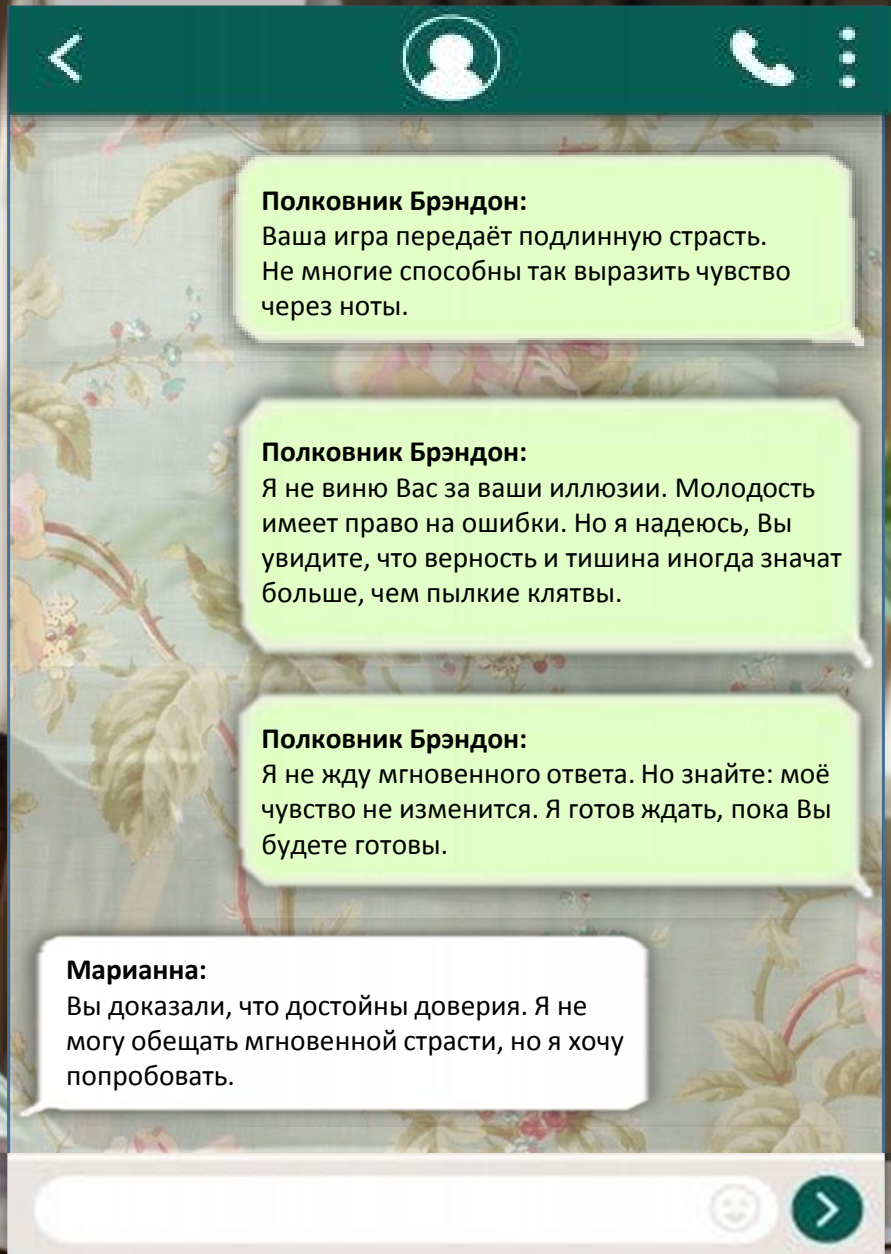 Полковник Брэндон:
Ваша игра передаёт подлинную страсть.
Не многие способны так выразить чувство
через ноты.
Полковник Брэндон:
Я не виню Вас за ваши иллюзии. Молодость
имеет право на ошибки. Но я надеюсь, Вы
увидите, что верность и тишина иногда значат
больше, чем пылкие клятвы.
Полковник Брэндон:
Я не жду мгновенного ответа. Но знайте: моё
чувство не изменится. Я готов ждать, пока Вы
будете готовы.
Марианна:
Вы доказали, что достойны доверия. Я не
могу обещать мгновенной страсти, но я хочу
попробовать.